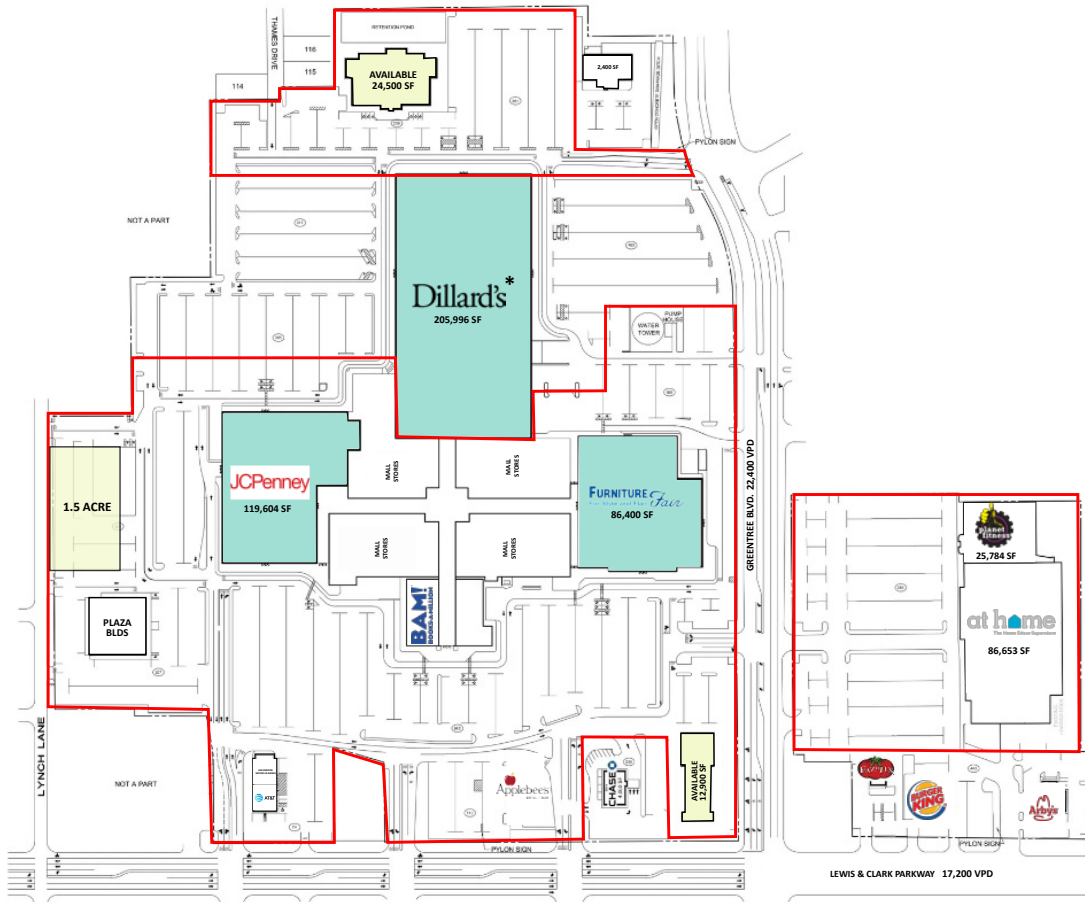 THAMES DRIVE
RETENTION POND
116
115
114
AVAILABLE
24,500 SF
2,400 SF
PYLON SIGN
NOT A PART
Dillard's*
205,996 SF
WATER
TOWER
PUMP
HOUSE
GREENTREE BLVD. 22,400 VPD
JCPenney
119,604 SF
MALL
STORES
MALL
STORES
FURNITURE
Fair
86,400 SF
MALL
STORES
MALL
STORES
1.5 ACRE
PLAZA
BLDS
BAM!
BOOKS-A-MILLION
planet
fitness
25,784 SF
at home
The Home Décor Superstore
86,653 SF
LYNCH LANE
NOT A PART
AT&T
Applebee's
CHASE
AVAILABLE
12,900 SF
BURGER
KING
Arby's
PYLON SIGN
PYLON SIGN
LEWIS & CLARK PARKWAY 17,200 VPD